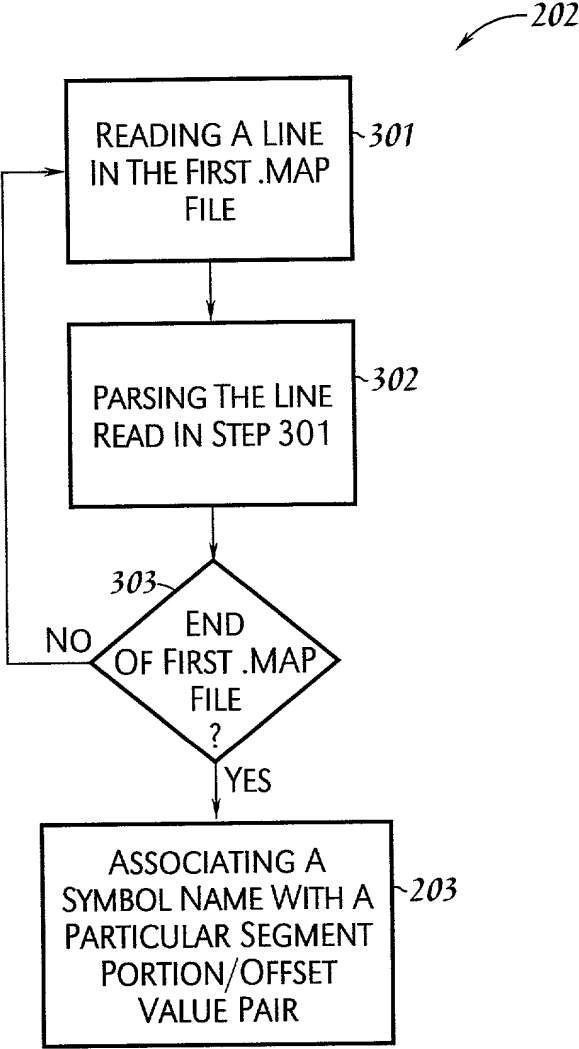 202
READING A LINE
IN THE FIRST .MAP
FILE
301
PARSING THE LINE
READ IN STEP 301
302
303
END
OF FIRST .MAP
FILE
?
NO
YES
ASSOCIATING A
SYMBOL NAME WITH A
PARTICULAR SEGMENT
PORTION/OFFSET
VALUE PAIR
203